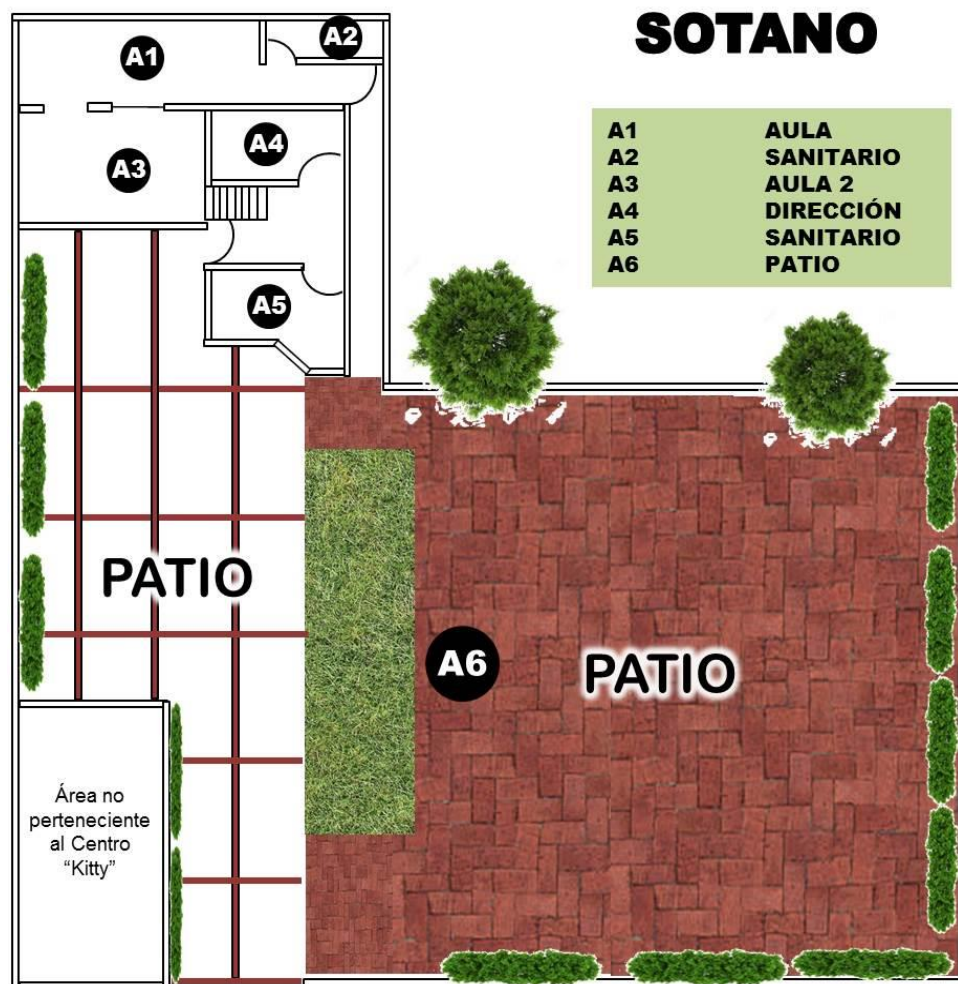 SOTANO
A1 AULA
A2 SANITARIO
A3 AULA 2
A4 DIRECCIÓN
A5 SANITARIO
A6 PATIO
A1
A2
A3
A4
A5
PATIO
A6
PATIO
Área no
perteneciente
al Centro
“Kitty”